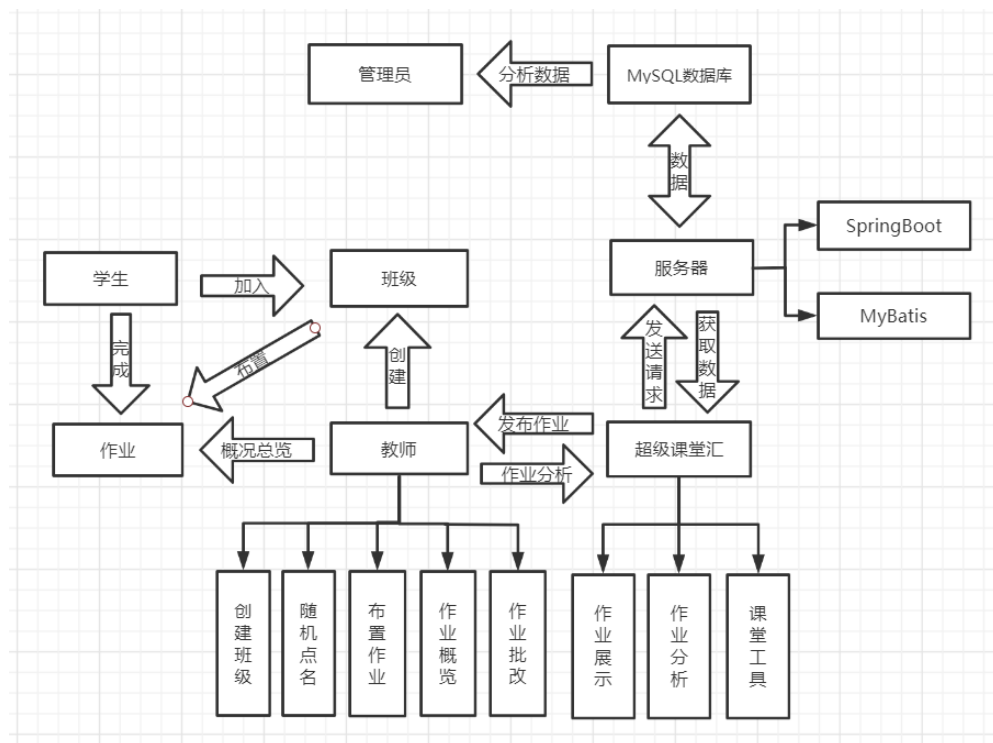 管理员
分析数据
MySQL数据库
数据
SpringBoot
服务器
MyBatis
学生
加入
班级
完成
布置
创建
发送请求
获取数据
作业
概况总览
教师
发布作业
作业分析
超级课堂汇
创建班级
随机点名
布置作业
作业概览
作业批改
作业展示
作业分析
课堂工具